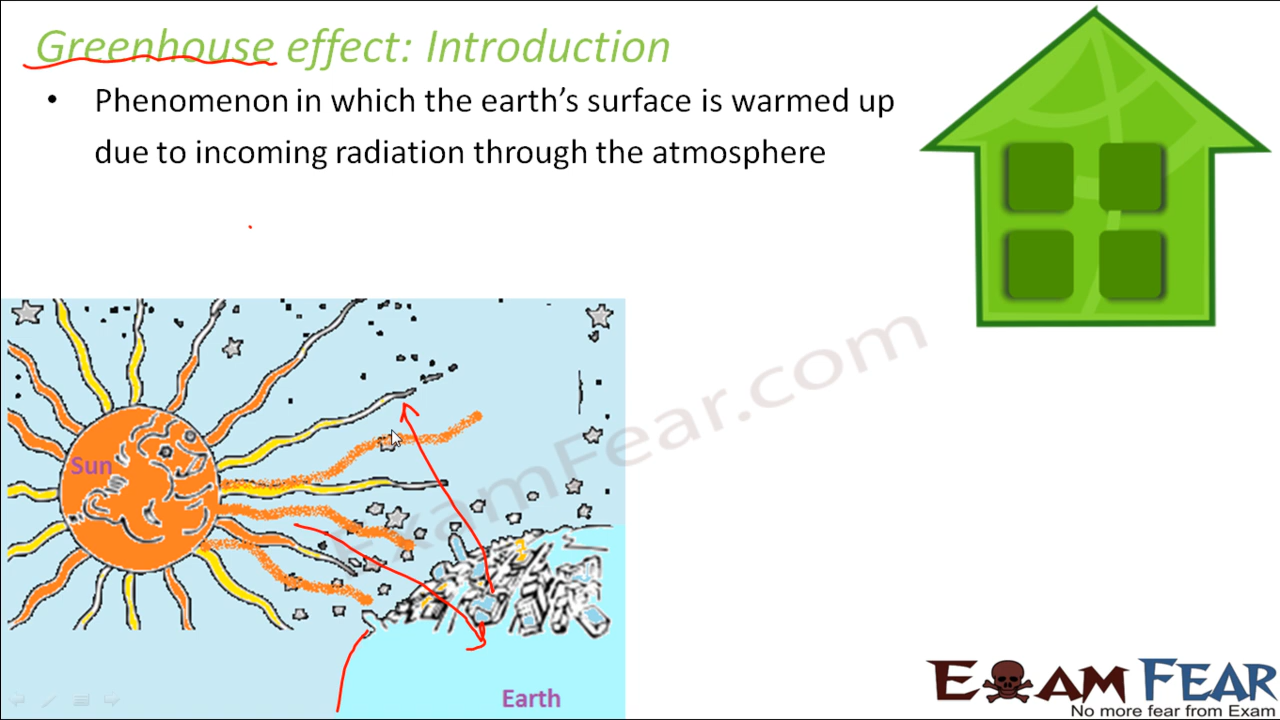 Greenhouse effect: Introduction
• Phenomenon in which the earth's surface is warmed up
due to incoming radiation through the atmosphere
Sun
ExamFear.com
Earth
EXAM FEAR
No more fear from Exam